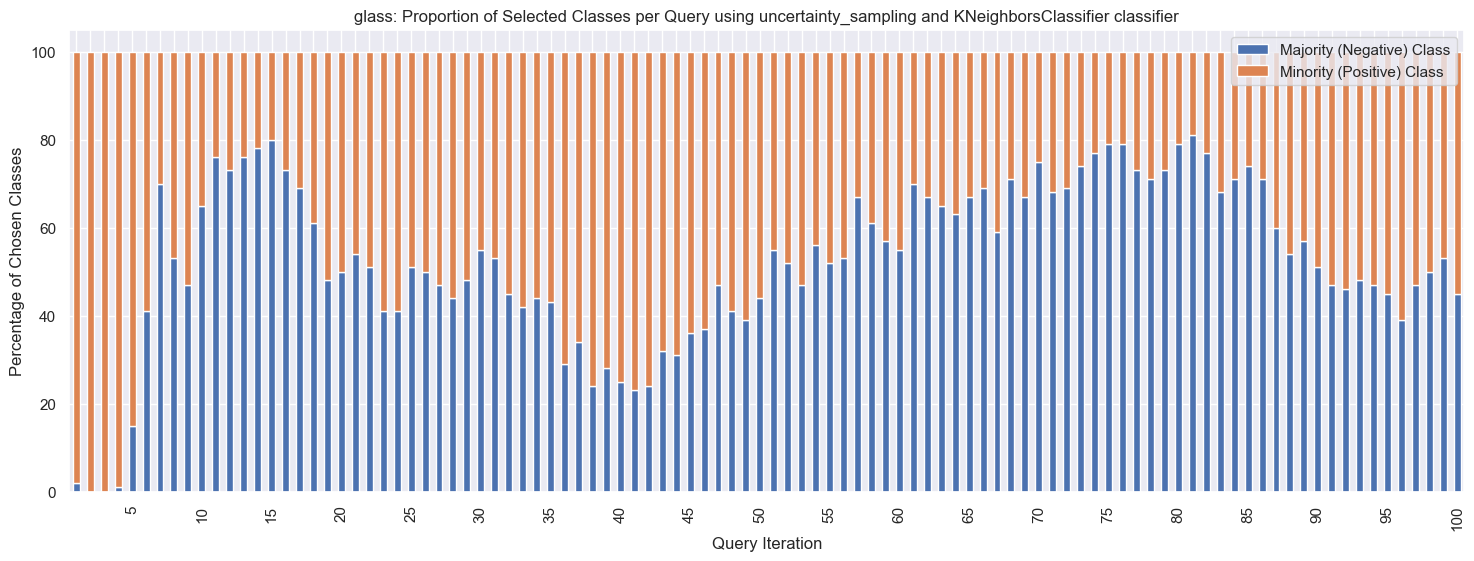 glass: Proportion of Selected Classes per Query using uncertainty_sampling and KNeighborsClassifier classifier
Majority (Negative) Class
Minority (Positive) Class
Percentage of Chosen Classes
100
80
60
40
20
0
5 10 15 20 25 30 35 40 45 50 55 60 65 70 75 80 85 90 95 100
Query Iteration